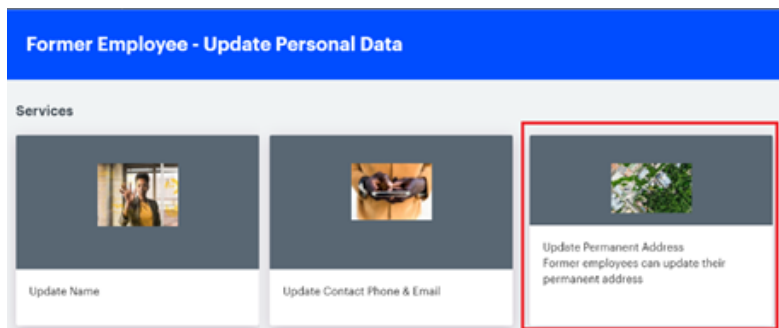 Former Employee - Update Personal Data
Services
Update Name
Update Contact Phone & Email
Update Permanent Address
Former employees can update their
permanent address